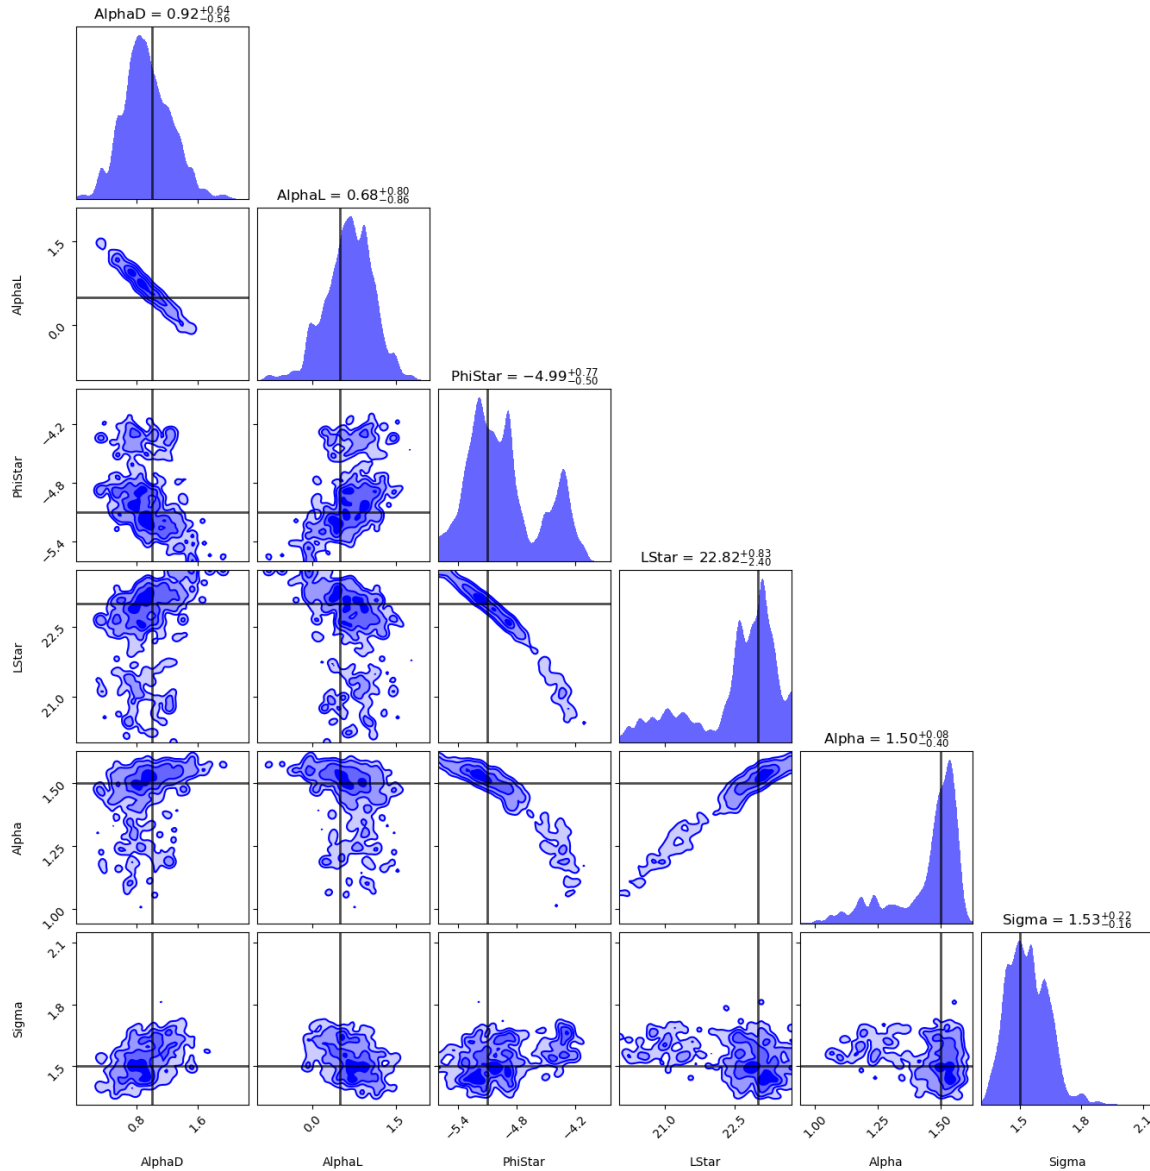 AlphaD = 0.92+0.64−0.56
AlphaL = 0.68+0.80−0.86
1.5
0.0
AlphaL
PhiStar = −4.99+0.77−0.50
−4.2
−4.8
−5.4
PhiStar
LStar = 22.82+0.83−2.40
22.5
21.0
LStar
Alpha = 1.50+0.08−0.40
1.50
1.25
1.00
Alpha
Sigma = 1.53+0.22−0.16
2.1
1.8
1.5
Sigma
0.8 1.6 0.0 1.5 −5.4 −4.8 −4.2 21.0 22.5 1.00 1.25 1.50 1.5 1.8 2.1
AlphaD AlphaL PhiStar LStar Alpha Sigma